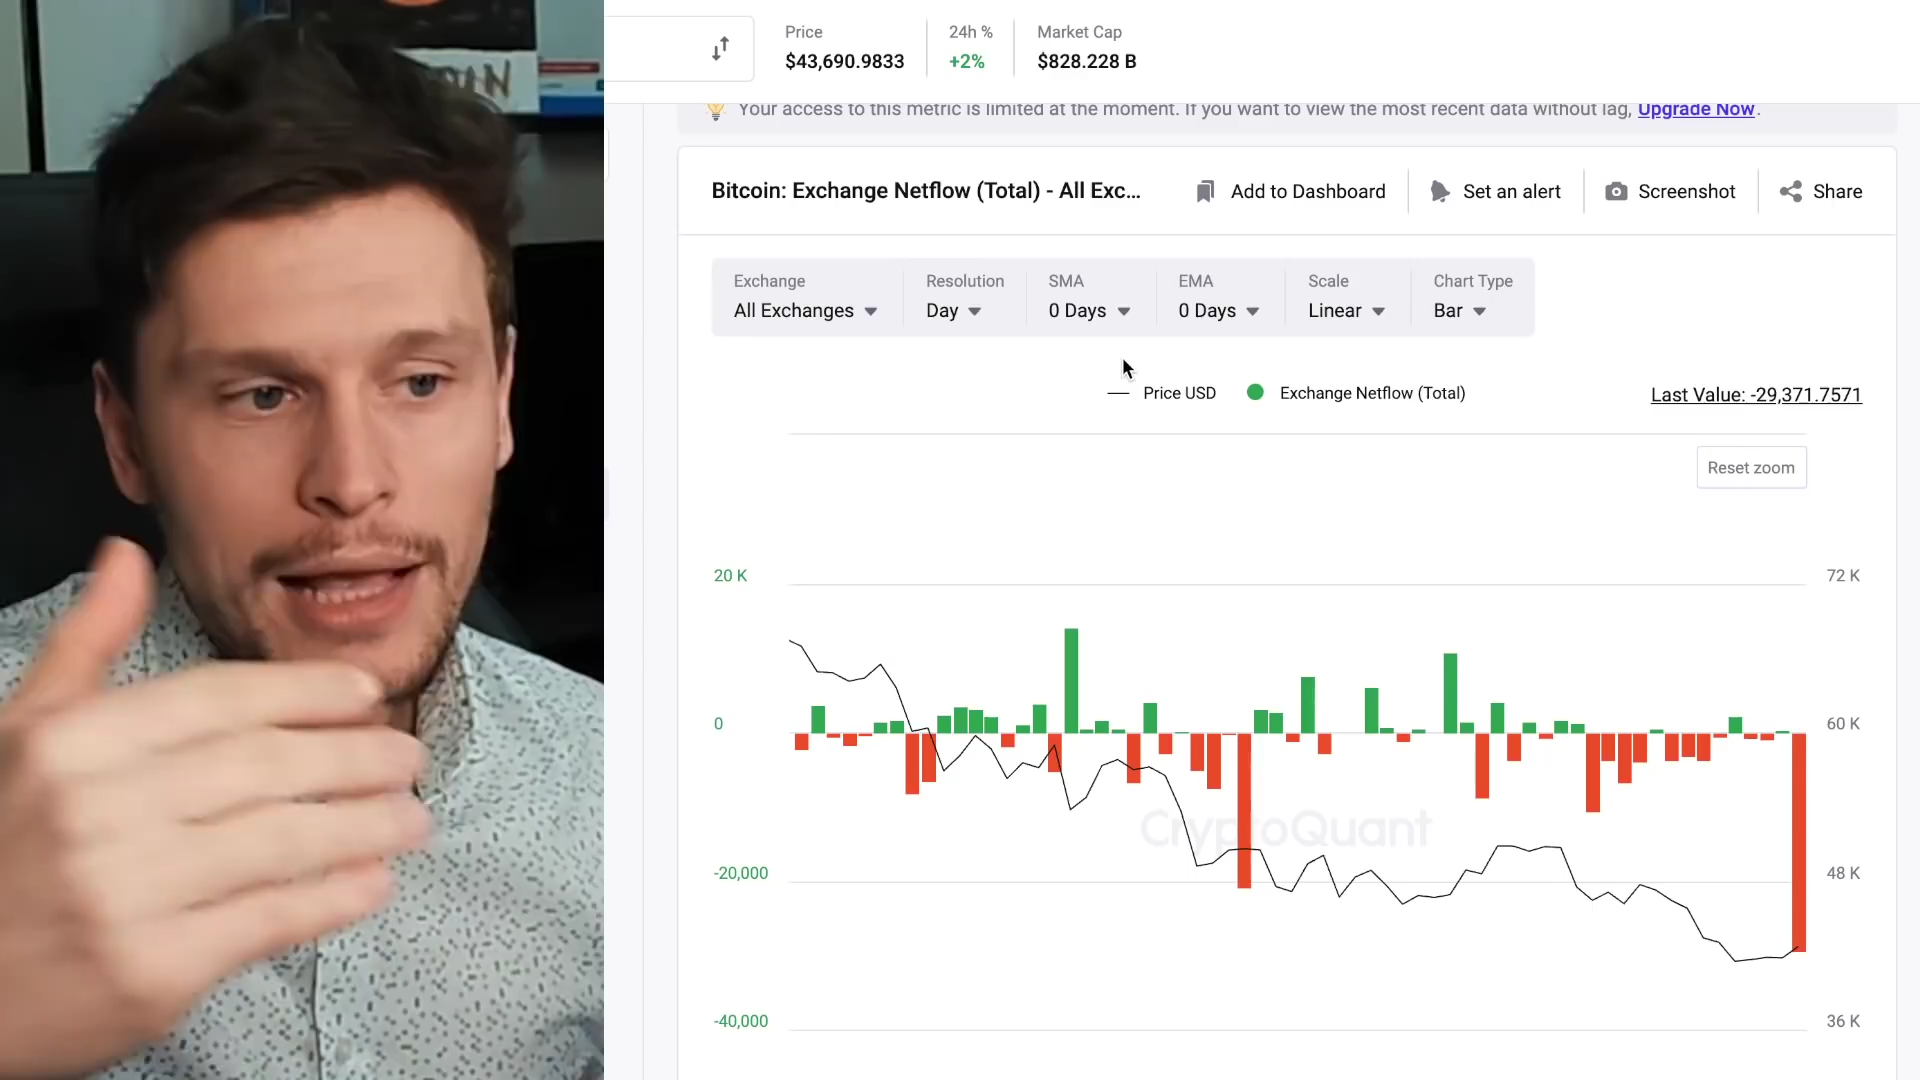 Price
24h %
Market Cap
$43,690.9833
+2%
$828.228 B
Your access to this metric is limited at the moment. If you want to view the most recent data without lag, Upgrade Now.
Bitcoin: Exchange Netflow (Total) - All Exc...
Add to Dashboard
Set an alert
Screenshot
Share
Exchange
Resolution
SMA
EMA
Scale
Chart Type
All Exchanges
Day
0 Days
0 Days
Linear
Bar
Price USD
Exchange Netflow (Total)
Last Value: -29,371.7571
Reset zoom
20 K
72 K
0
60 K
CryptoQuant
-20,000
48 K
-40,000
36 K